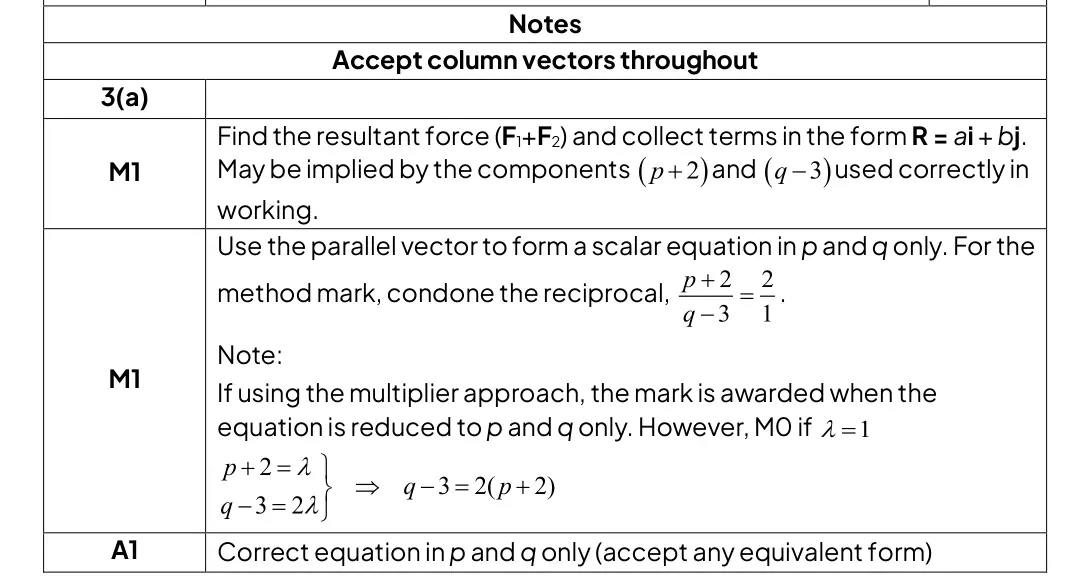 Notes
Accept column vectors throughout
3(a)
M1
Find the resultant force (F₁+F₂) and collect terms in the form R = ai + bj.
May be implied by the components (p+2) and (q−3) used correctly in
working.
M1
Use the parallel vector to form a scalar equation in p and q only. For the
method mark, condone the reciprocal, (p+2)/(q−3) = 2/1 .
Note:
If using the multiplier approach, the mark is awarded when the
equation is reduced to p and q only. However, M0 if λ=1
p+2=λ
q−3=2λ} ⇒ q−3=2(p+2)
A1
Correct equation in p and q only (accept any equivalent form)